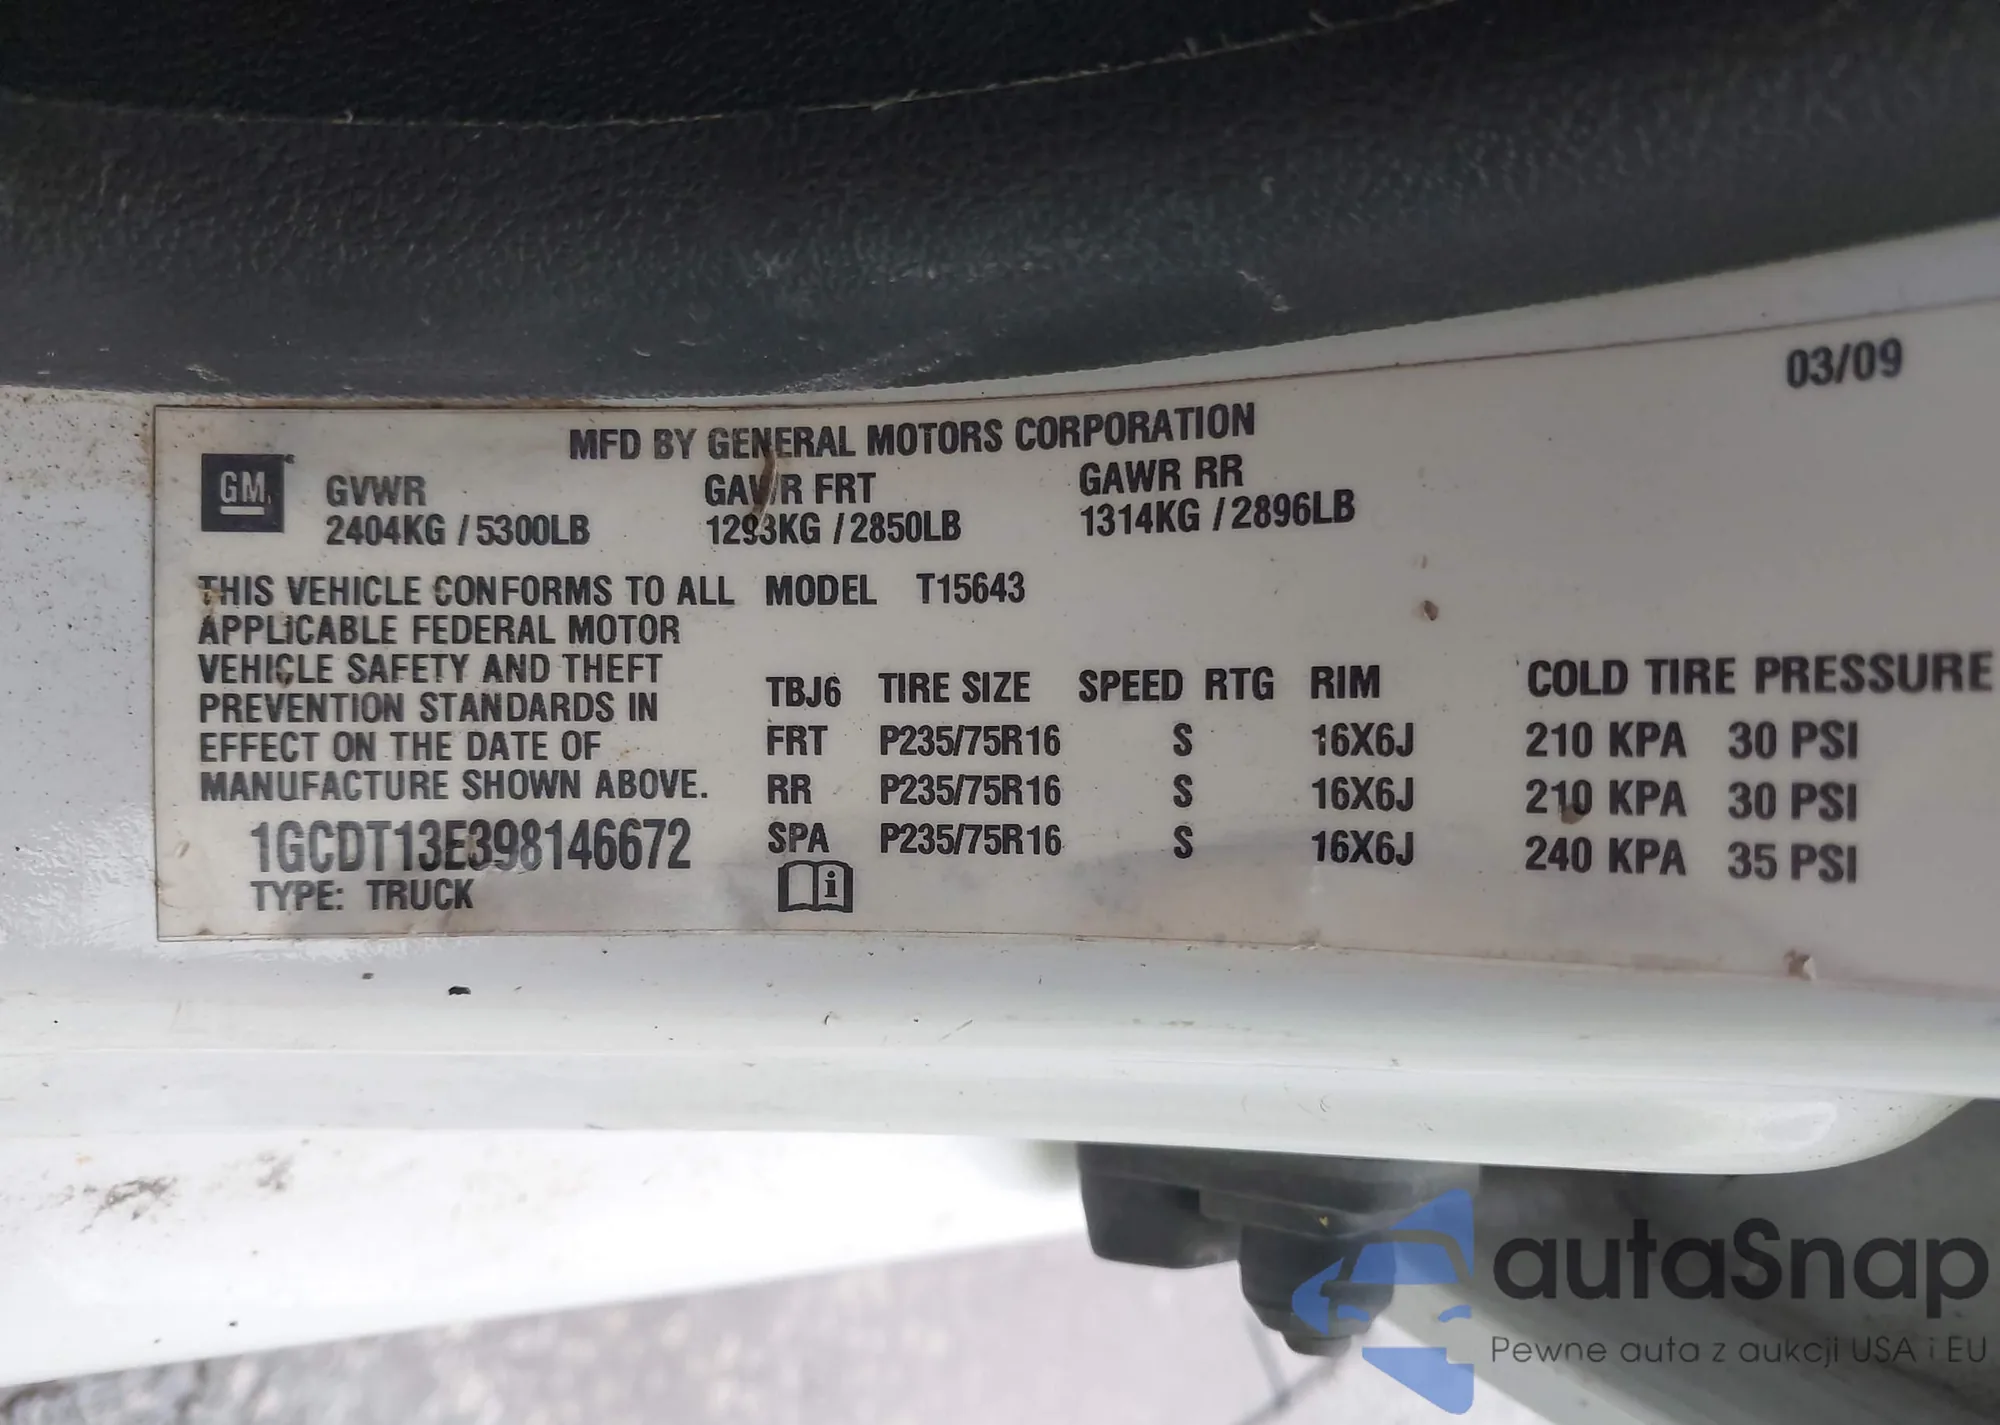 03/09
MFD BY GENERAL MOTORS CORPORATION
GM
GVWR GAWR FRT GAWR RR
2404KG / 5300LB 1293KG / 2850LB 1314KG / 2896LB
THIS VEHICLE CONFORMS TO ALL MODEL T15643
APPLICABLE FEDERAL MOTOR
VEHICLE SAFETY AND THEFT
PREVENTION STANDARDS IN
EFFECT ON THE DATE OF
MANUFACTURE SHOWN ABOVE.
1GCDT13E398146672
TYPE: TRUCK
TBJ6 TIRE SIZE SPEED RTG RIM COLD TIRE PRESSURE
FRT P235/75R16 S 16X6J 210 KPA 30 PSI
RR P235/75R16 S 16X6J 210 KPA 30 PSI
SPA P235/75R16 S 16X6J 240 KPA 35 PSI
i
autaSnap
Pewne auta z aukcji USA i EU